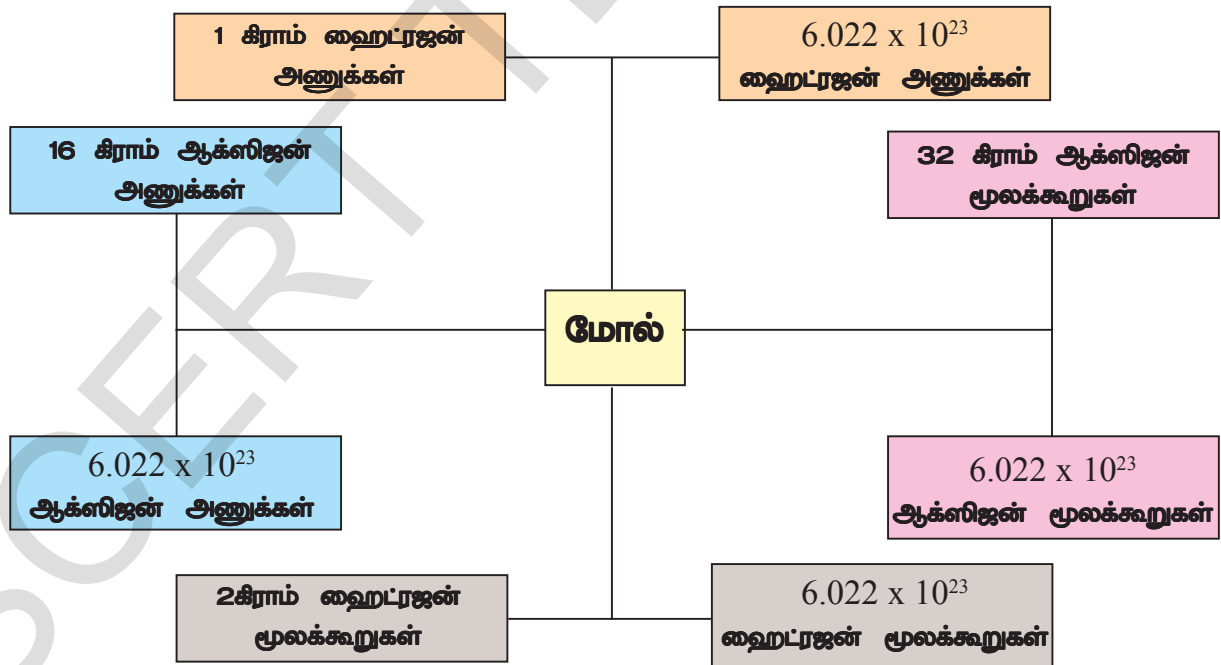 1 கிராம் ஹைட்ரஜன்
அணுக்கள்
6.022 x 10²³
ஹைட்ரஜன் அணுக்கள்
16 கிராம் ஆக்ஸிஜன்
அணுக்கள்
32 கிராம் ஆக்ஸிஜன்
மூலக்கூறுகள்
மோல்
6.022 x 10²³
ஆக்ஸிஜன் அணுக்கள்
6.022 x 10²³
ஆக்ஸிஜன் மூலக்கூறுகள்
2கிராம் ஹைட்ரஜன்
மூலக்கூறுகள்
6.022 x 10²³
ஹைட்ரஜன் மூலக்கூறுகள்
SCERT T